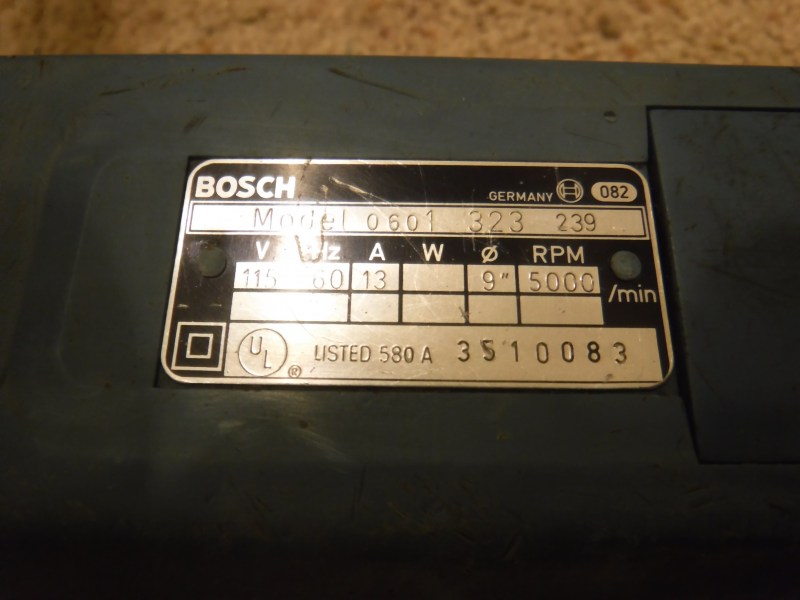 BOSCH GERMANY 082
Model 0601 323 239
V Hz A W Ø RPM
115 60 13 9" 5000 /min
UL ® LISTED 580 A 3510083